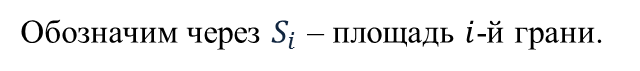 Обозначим через Sᵢ – площадь i-й грани.